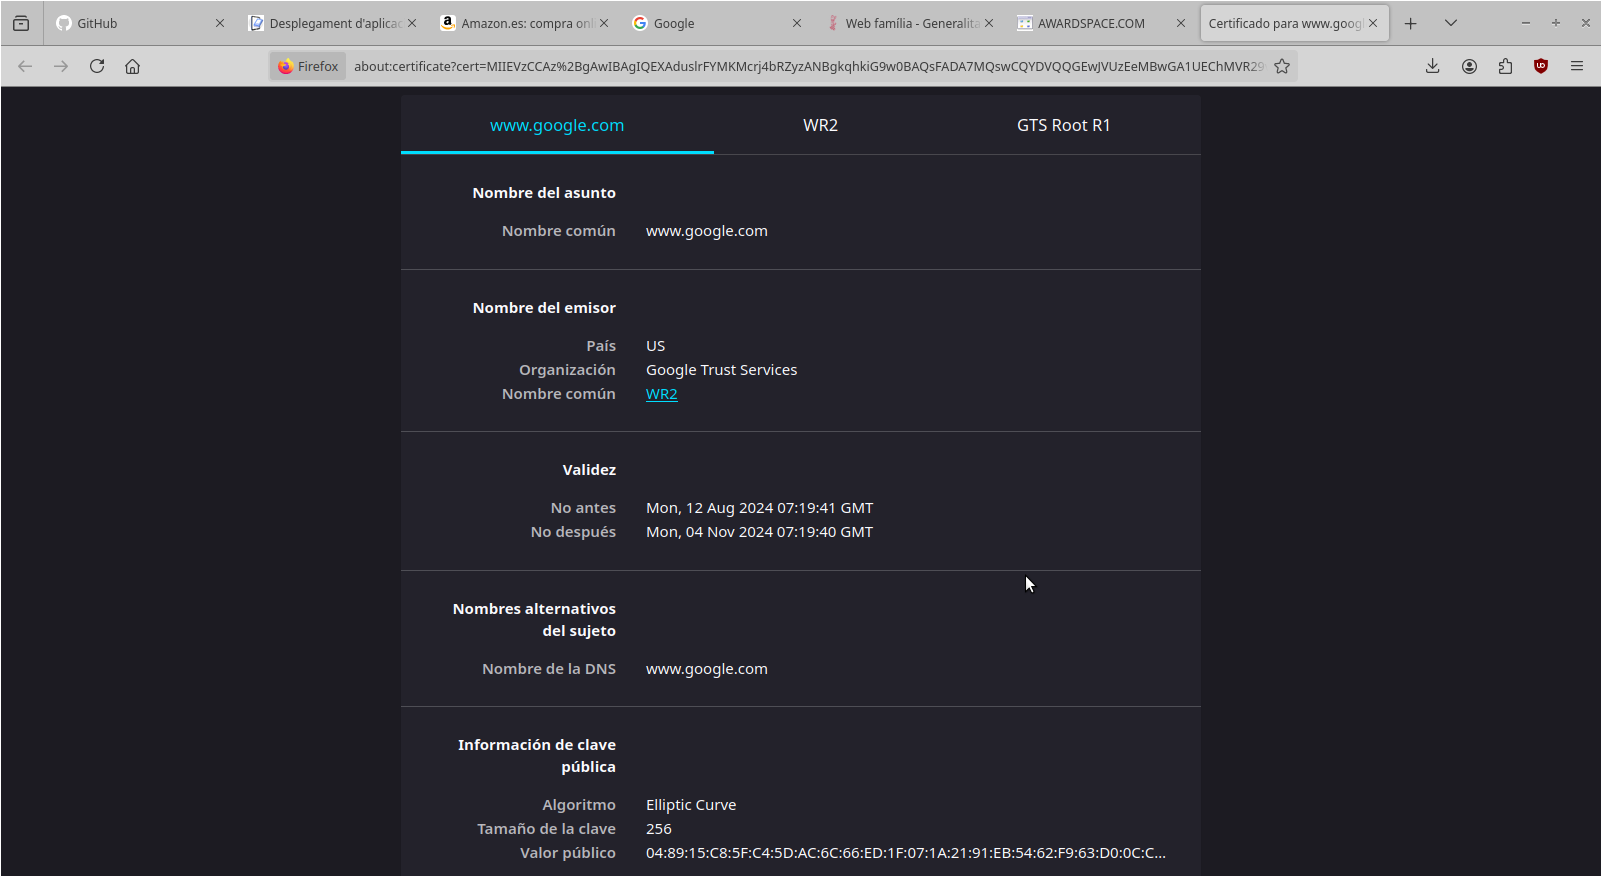 GitHub
Desplegament d'aplicac
Amazon.es: compra onl
Google
Web família - Generalita
AWARDSPACE.COM
Certificado para www.goog
Firefox
about:certificate?cert=MIIEVzCCAz%2BgAwIBAgIQEXAduslrFYMKMcrj4bRZyzANBgkqhkiG9w0BAQsFADA7MQswCQYDVQQGEwJVUzEeMBwGA1UEChMVR29
www.google.com
WR2
GTS Root R1
Nombre del asunto
Nombre común www.google.com
Nombre del emisor
País US
Organización Google Trust Services
Nombre común WR2
Validez
No antes Mon, 12 Aug 2024 07:19:41 GMT
No después Mon, 04 Nov 2024 07:19:40 GMT
Nombres alternativos
del sujeto
Nombre de la DNS www.google.com
Información de clave
pública
Algoritmo Elliptic Curve
Tamaño de la clave 256
Valor público 04:89:15:C8:5F:C4:5D:AC:6C:66:ED:1F:07:1A:21:91:EB:54:62:F9:63:D0:0C:C...